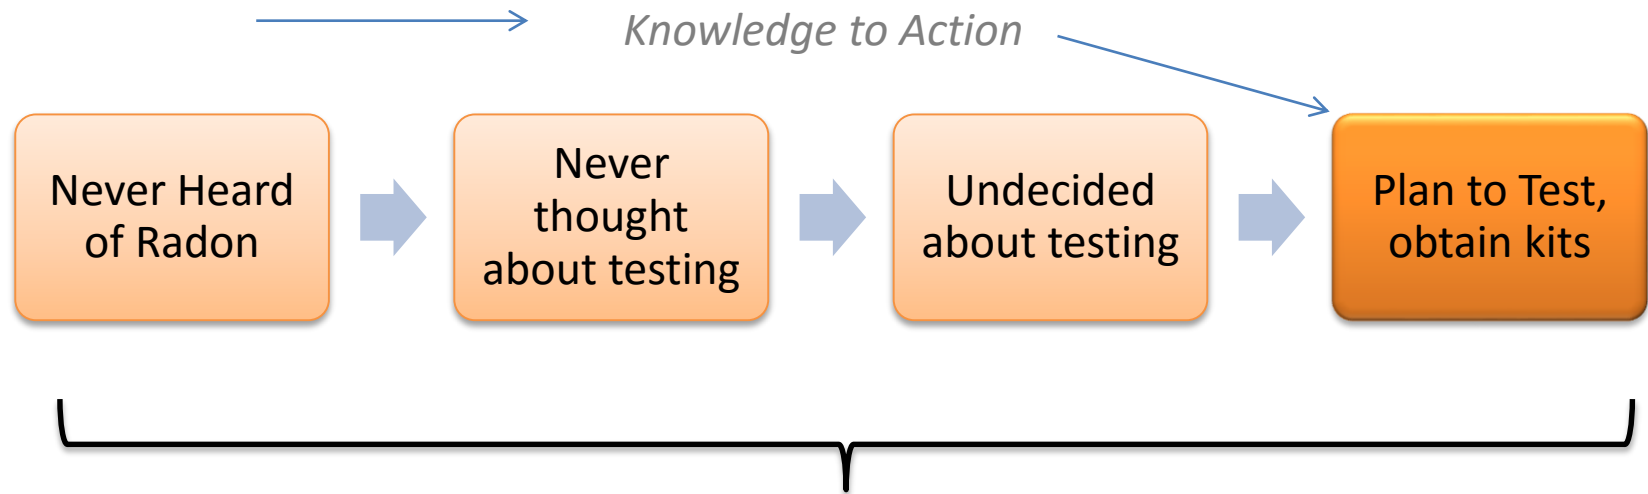 Knowledge to Action
Never Heard
of Radon
Never
thought
about testing
Undecided
about testing
Plan to Test,
obtain kits